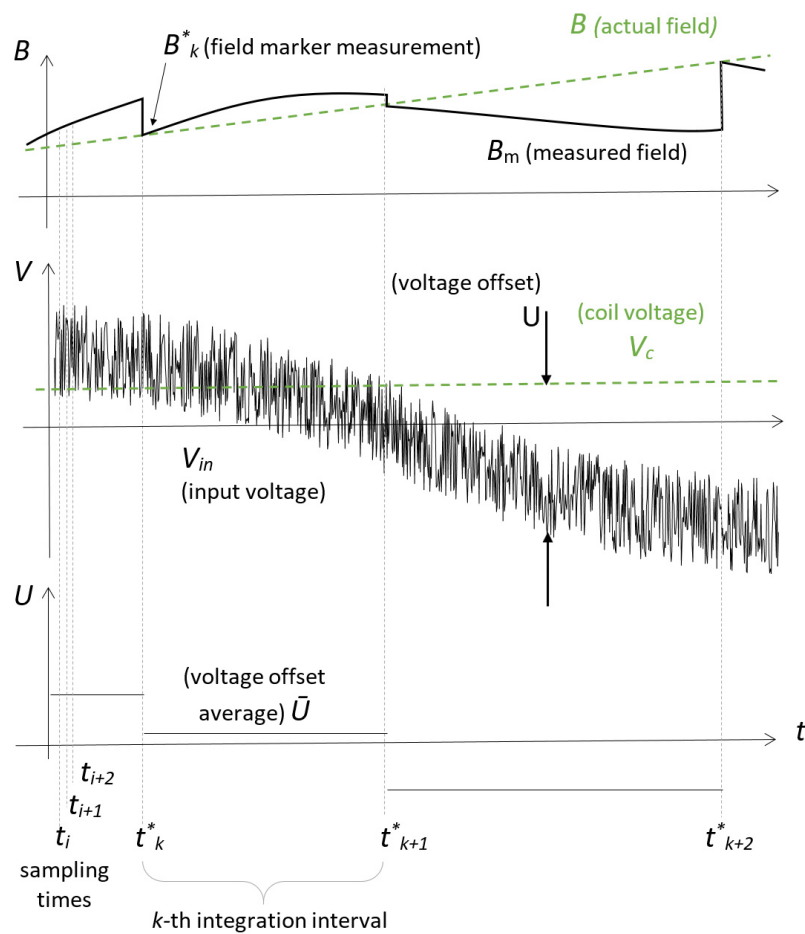 B (actual field)
B*k (field marker measurement)
B
Bm (measured field)
V
(voltage offset)
U
(coil voltage)
Vc
Vin
(input voltage)
U
(voltage offset
average) Ū
t
ti+2
ti+1
ti
t*k
t*k+1
t*k+2
sampling
times
k-th integration interval